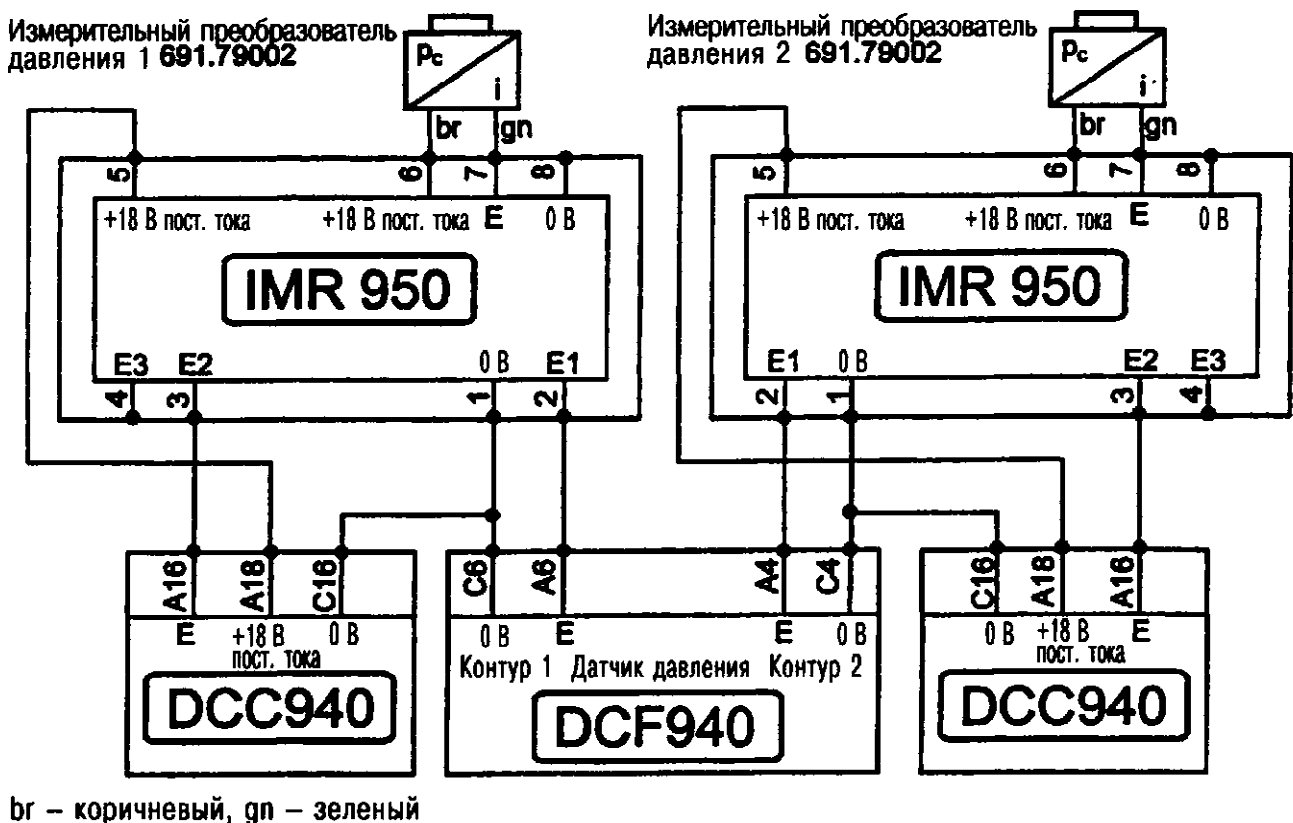 Измерительный преобразователь
давления 1 691.79002
Pc
i
br
gn
5
6
7
8
+18 В пост. тока
+18 В пост. тока
E
0 В
IMR 950
E3
E2
0 В
E1
4
3
1
2
Измерительный преобразователь
давления 2 691.79002
Pc
i
br
gn
5
6
7
8
+18 В пост. тока
+18 В пост. тока
E
0 В
IMR 950
E1
0 В
E2
E3
2
1
3
4
A16
A18
C16
E
+18 В
пост. тока
0 В
DCC940
C6
A6
A4
C4
0 В
E
E
0 В
Контур 1 Датчик давления Контур 2
DCF940
C16
A18
A16
0 В
+18 В
пост. тока
E
DCC940
br – коричневый, gn – зеленый